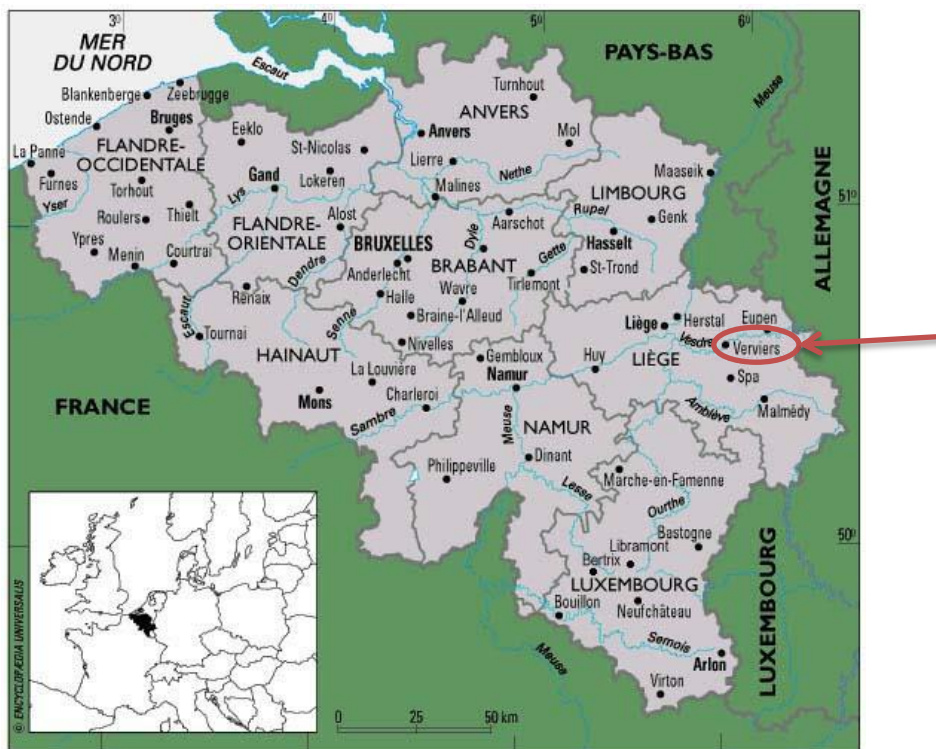 3⁰
4⁰
5⁰
6⁰
MER
DU NORD
Escaut
PAYS-BAS
Meuse
Blankenberge
Zeebrugge
Turnhout
Ostende
Bruges
ANVERS
Eeklo
Anvers
FLANDRE-
OCCIDENTALE
St-Nicolas
Mol
La Panne
Lierre
Nethe
Maaseik
ALLEMAGNE
Furnes
Torhout
Gand
Lokeren
Malines
LIMBOURG
51⁰
Yser
Lys
Roulers
Thielt
FLANDRE-
ORIENTALE
Alost
Aarschot
Rupel
Genk
Ypres
BRUXELLES
Dyle
Hasselt
Menin
Courtrai
Dendre
Anderlecht
BRABANT
Gette
St-Trond
Renaix
Halle
Wavre
Tirlemont
Escaut
Senne
Braine-l'Alleud
Liège
Herstal
Eupen
Tournai
Nivelles
Vesdre
Verviers
HAINAUT
Gembloux
Huy
LIÈGE
La Louvière
Namur
Spa
FRANCE
Mons
Charleroi
Malmédy
Sambre
Meuse
NAMUR
Amblève
Philippeville
Dinant
Marche-en-Famenne
Lesse
Ourthe
Bastogne
50⁰
Libramont
Bertrix
LUXEMBOURG
LUXEMBOURG
Bouillon
Neufchâteau
Semois
Arlon
Meuse
Virton
0 25 50 km
© ENCYCLOPÆDIA UNIVERSALIS